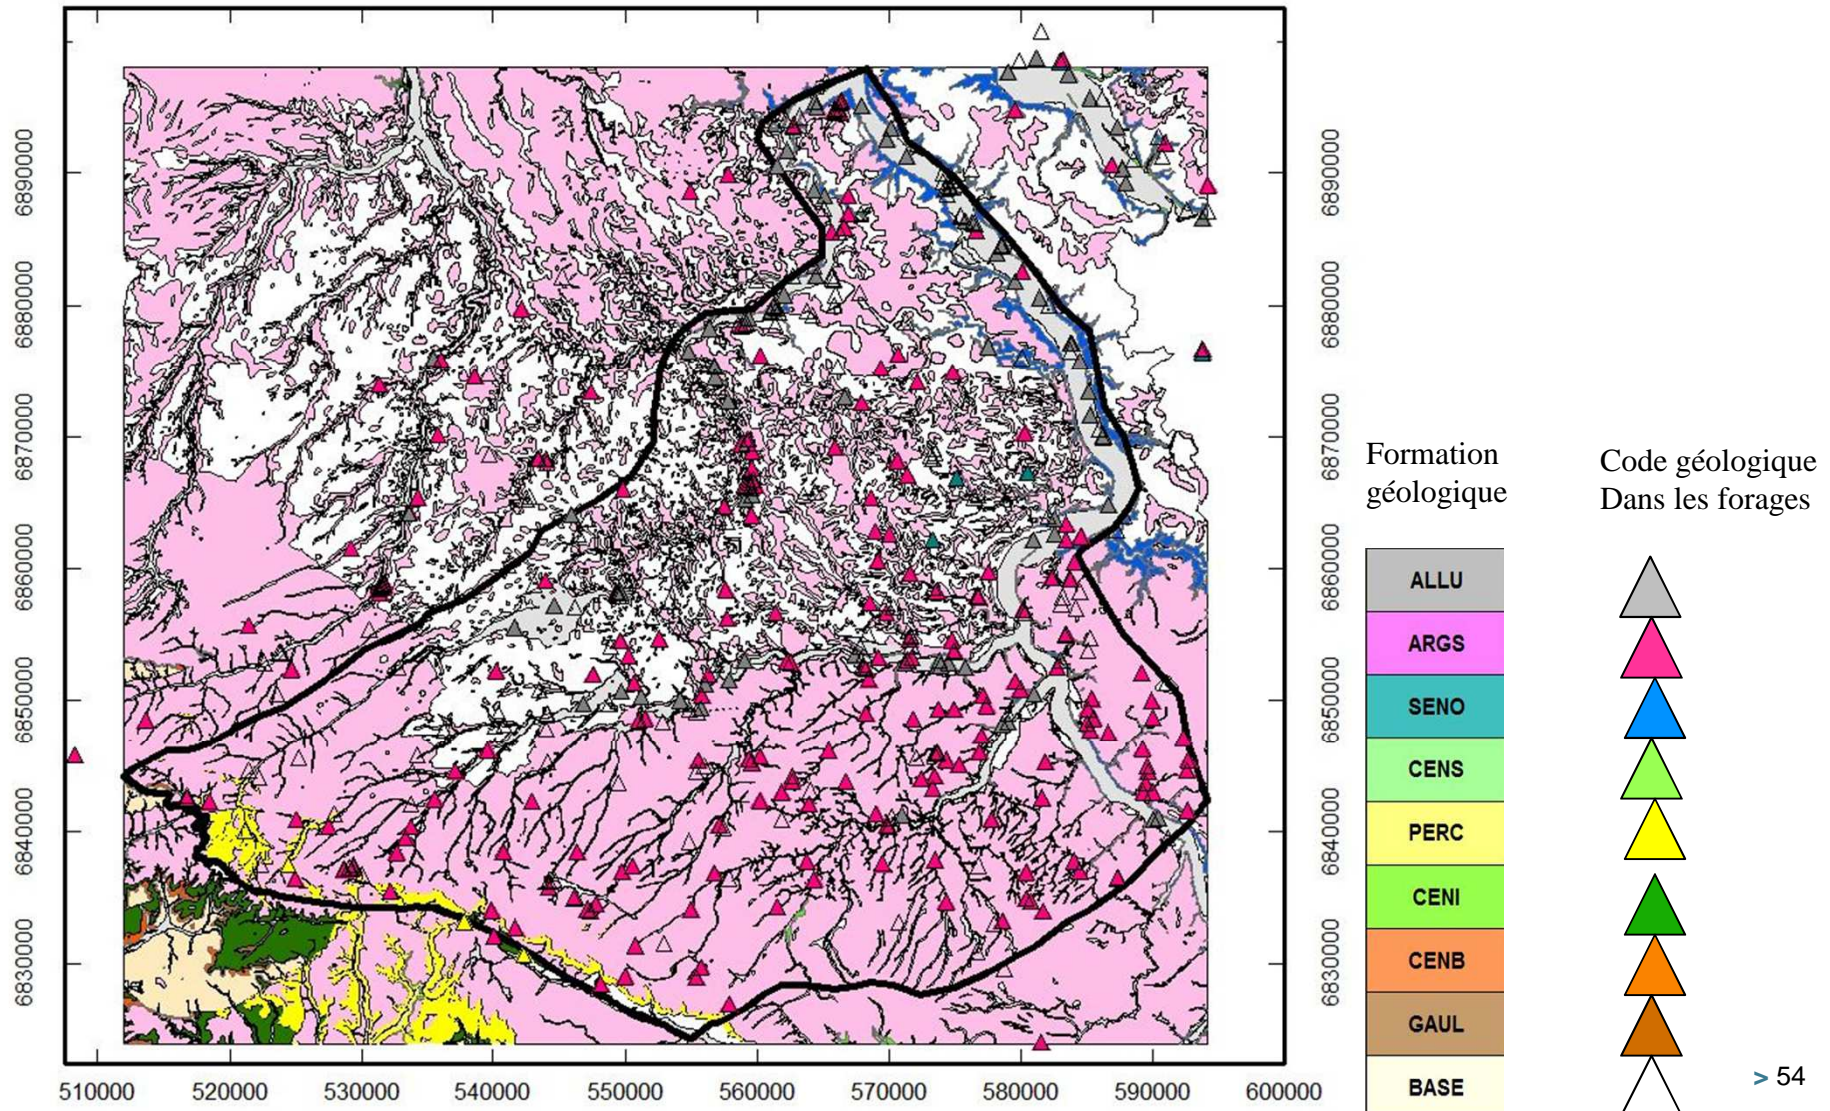 6890000
6880000
6870000
6860000
6850000
6840000
6830000
510000 520000 530000 540000 550000 560000 570000 580000 590000 600000
6890000
6880000
6870000
6860000
6850000
6840000
6830000
Formation
géologique
Code géologique
Dans les forages
ALLU
ARGS
SENO
CENS
PERC
CENI
CENB
GAUL
BASE
> 54